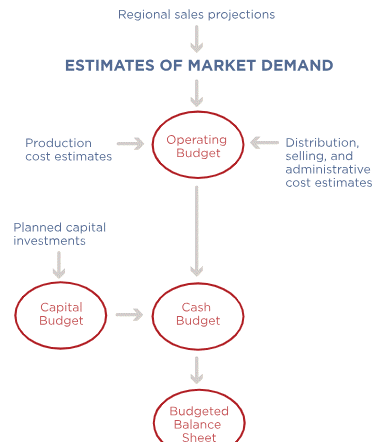 Regional sales projections
ESTIMATES OF MARKET DEMAND
Operating
Budget
Production
cost estimates
Distribution,
selling, and
administrative
cost estimates
Planned capital
investments
Capital
Budget
Cash
Budget
Budgeted
Balance
Sheet